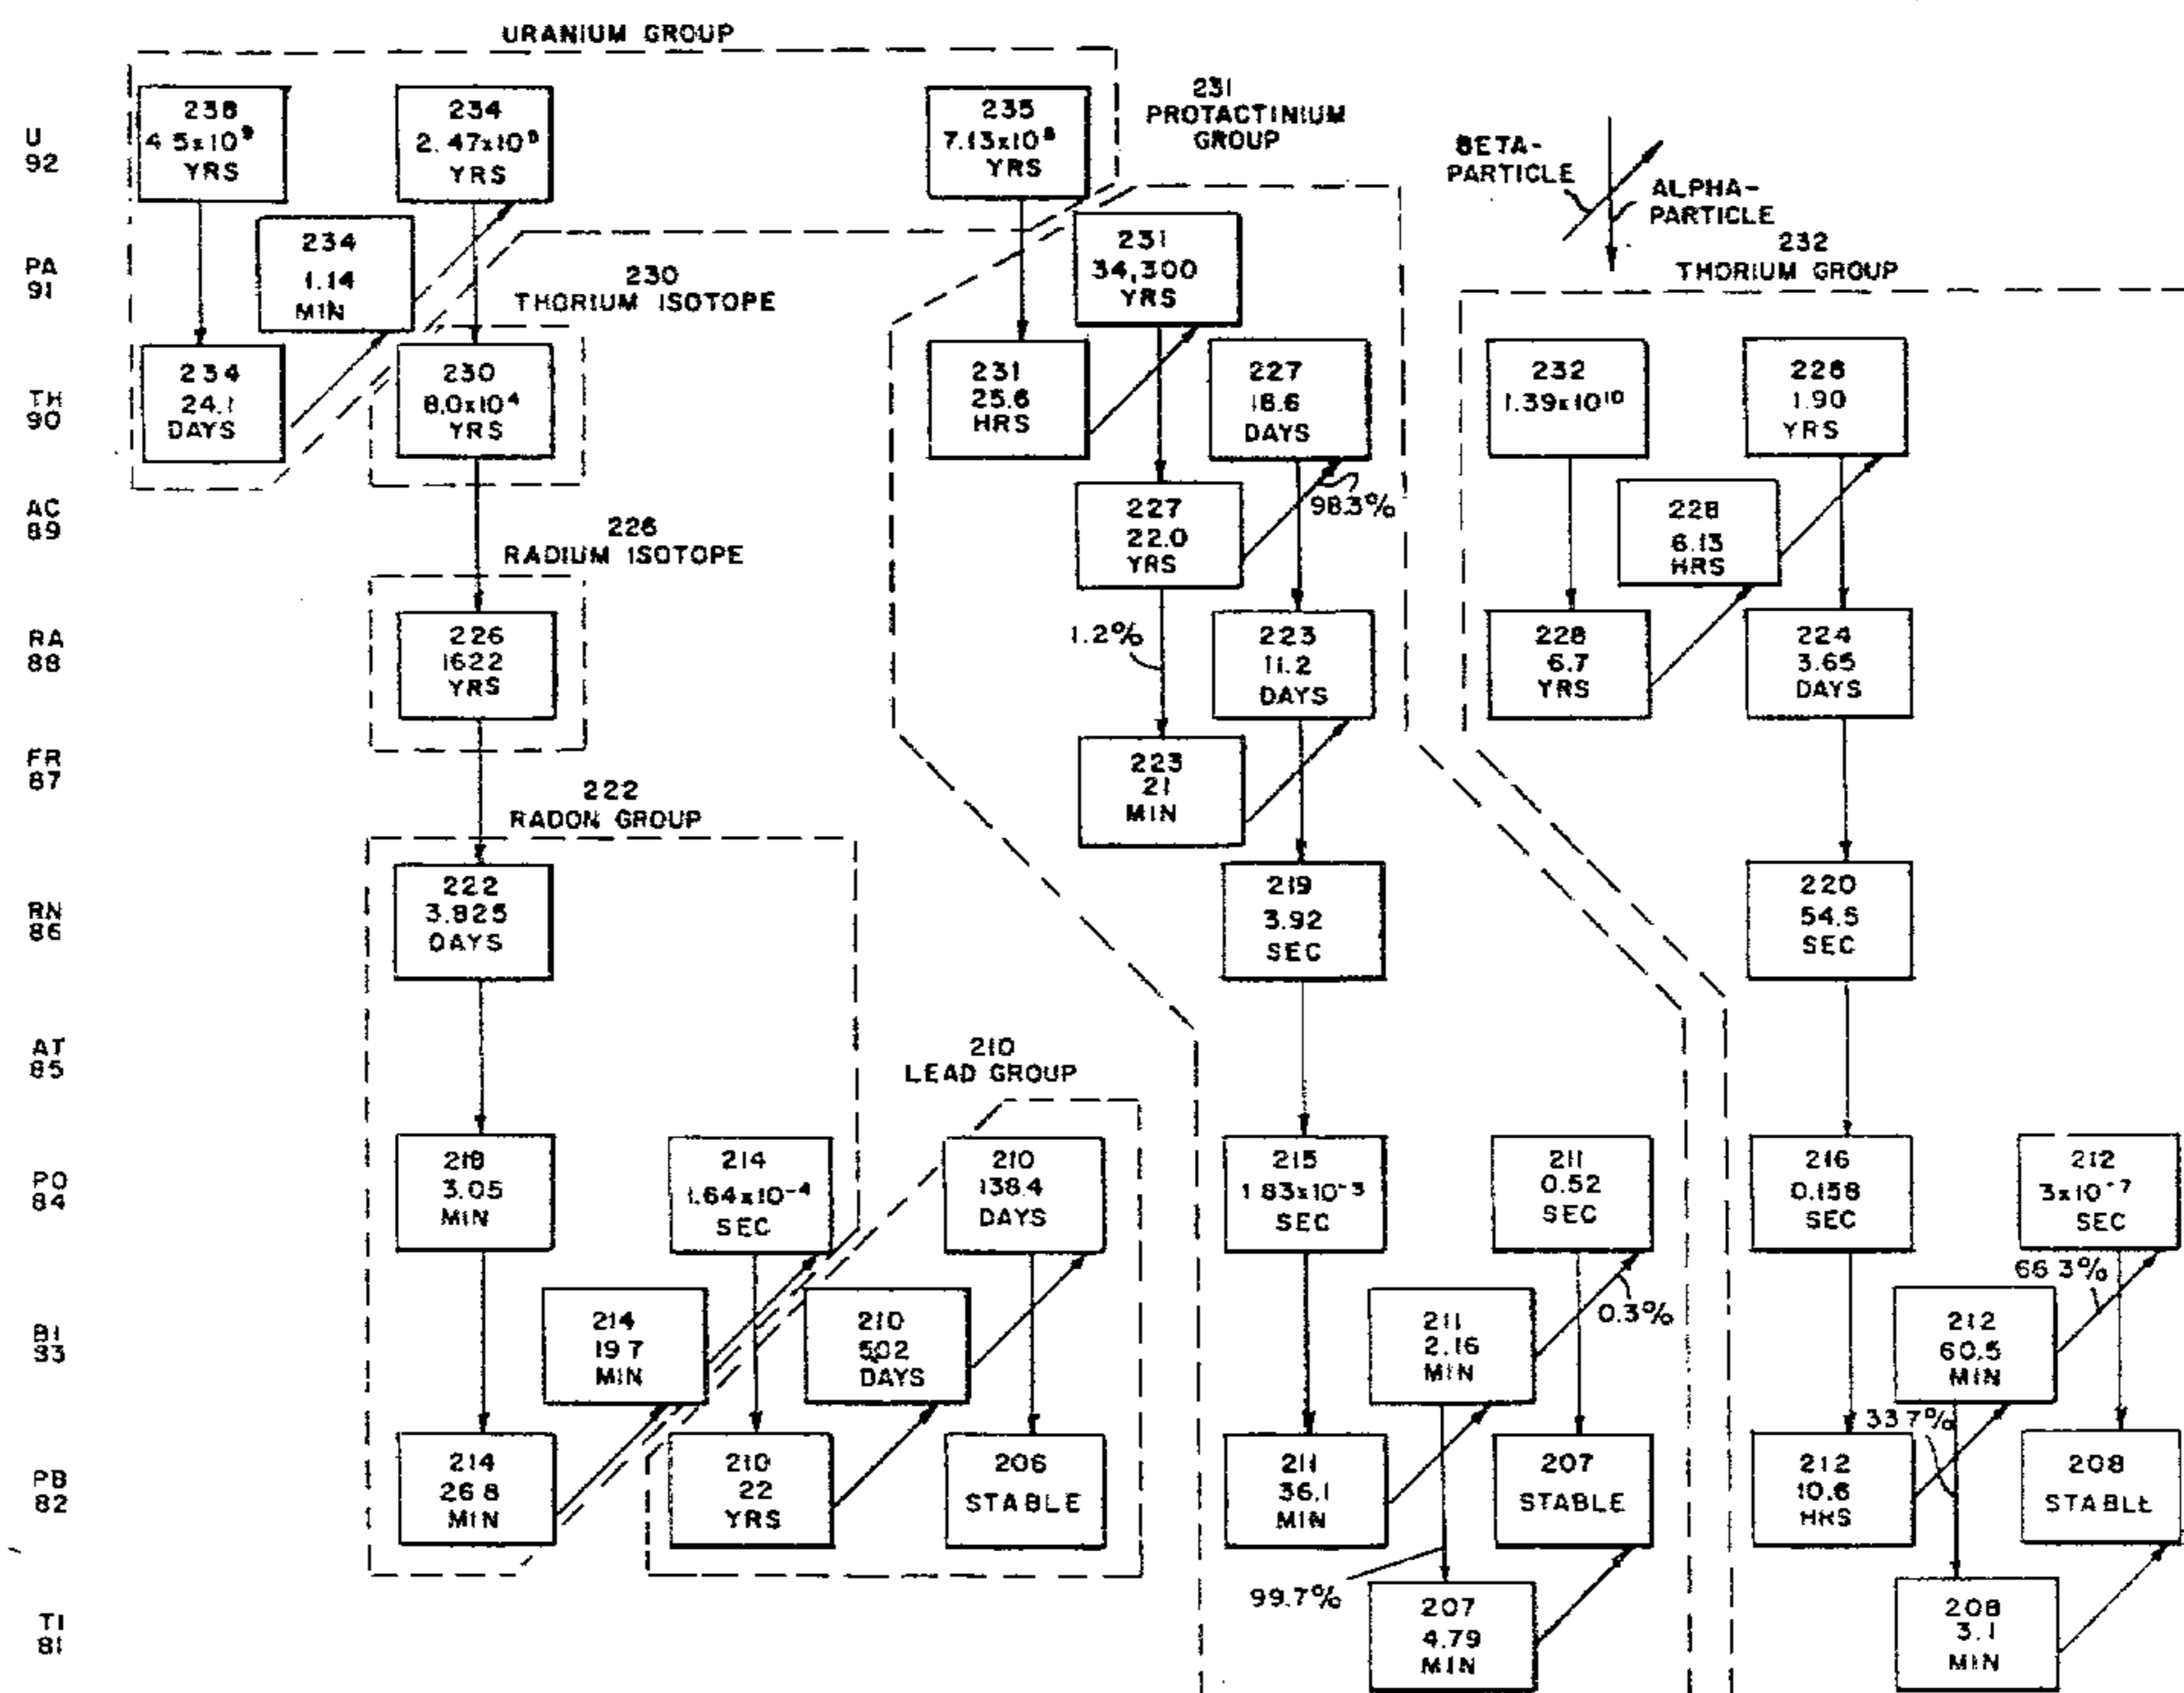 URANIUM GROUP
U
92
238
4.5x10⁹
YRS
234
2.47x10⁵
YRS
235
7.13x10⁸
YRS
231
PROTACTINIUM
GROUP
BETA-
PARTICLE
ALPHA-
PARTICLE
PA
91
234
1.14
MIN
230
THORIUM ISOTOPE
231
34,300
YRS
232
THORIUM GROUP
TH
90
234
24.1
DAYS
230
8.0x10⁴
YRS
231
25.6
HRS
227
18.6
DAYS
232
1.39x10¹⁰
228
1.90
YRS
AC
89
226
RADIUM ISOTOPE
227
22.0
YRS
98.3%
228
6.13
HRS
RA
88
226
1622
YRS
1.2%
223
11.2
DAYS
228
6.7
YRS
224
3.65
DAYS
FR
87
222
RADON GROUP
223
21
MIN
RN
86
222
3.825
DAYS
219
3.92
SEC
220
54.5
SEC
AT
85
210
LEAD GROUP
PO
84
218
3.05
MIN
214
1.64x10⁻⁴
SEC
210
138.4
DAYS
215
1.83x10⁻³
SEC
211
0.52
SEC
216
0.158
SEC
212
3x10⁻⁷
SEC
BI
83
214
19.7
MIN
210
5.02
DAYS
211
2.16
MIN
0.3%
212
60.5
MIN
66.3%
PB
82
214
26.8
MIN
210
22
YRS
206
STABLE
211
36.1
MIN
207
STABLE
33.7%
212
10.6
HRS
208
STABLE
TI
81
99.7%
207
4.79
MIN
208
3.1
MIN